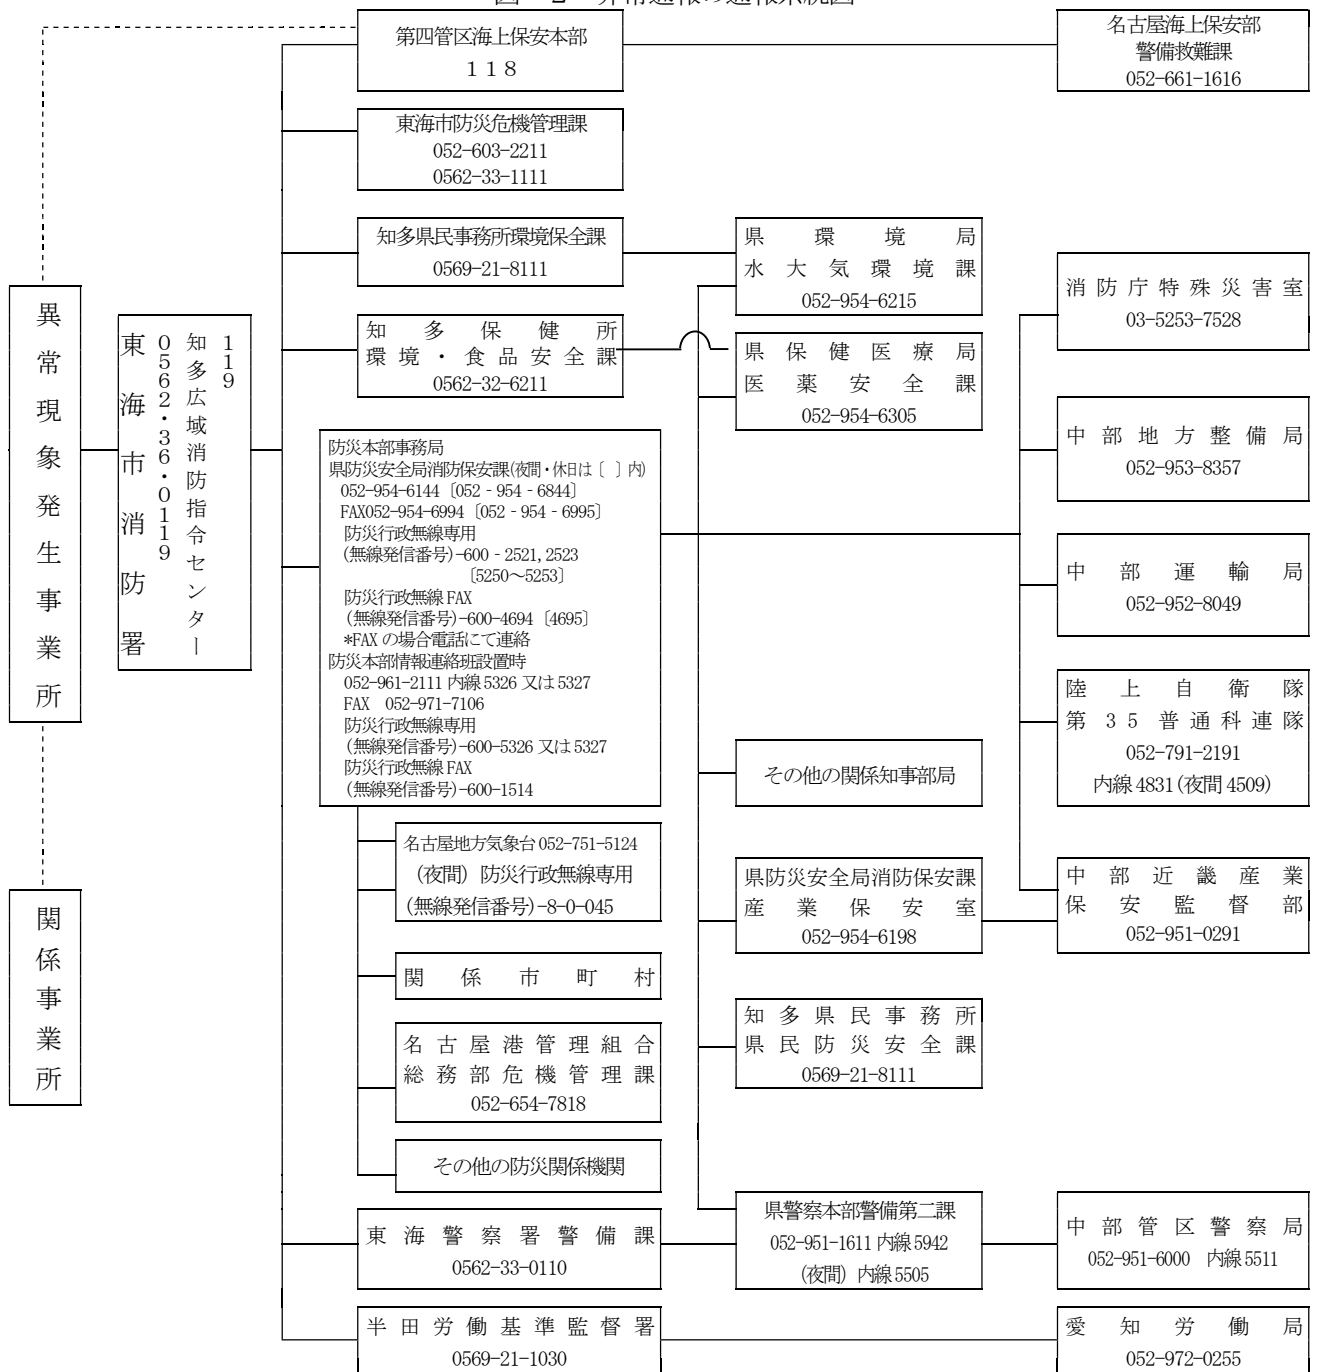 第四管区海上保安本部
118
名古屋海上保安部
警備救難課
052-661-1616
東海市防災危機管理課
052-603-2211
0562-33-1111
知多県民事務所環境保全課
0569-21-8111
県環境局
水大気環境課
052-954-6215
消防庁特殊災害室
03-5253-7528
異常現象発生事業所
119
知多広域消防指令センター
0562・36・0119
東海市消防署
知多保健所
環境・食品安全課
0562-32-6211
県保健医療局
医薬安全課
052-954-6305
中部地方整備局
052-953-8357
防災本部事務局
県防災安全局消防保安課(夜間・休日は〔 〕内)
052-954-6144〔052‐954‐6844〕
FAX052-954-6994〔052‐954‐6995〕
防災行政無線専用
(無線発信番号)-600‐2521,2523
〔5250～5253〕
防災行政無線FAX
(無線発信番号)-600-4694〔4695〕
*FAXの場合電話にて連絡
防災本部情報連絡班設置時
052-961-2111 内線5326又は5327
FAX 052-971-7106
防災行政無線専用
(無線発信番号)-600-5326又は5327
防災行政無線FAX
(無線発信番号)-600-1514
中部運輸局
052-952-8049
陸上自衛隊
第35普通科連隊
052-791-2191
内線4831(夜間4509)
その他の関係知事部局
名古屋地方気象台052-751-5124
(夜間)防災行政無線専用
(無線発信番号)-8-0-045
県防災安全局消防保安課
産業保安室
052-954-6198
中部近畿産業
保安監督部
052-951-0291
関係事業所
関係市町村
知多県民事務所
県民防災安全課
0569-21-8111
名古屋港管理組合
総務部危機管理課
052-654-7818
その他の防災関係機関
東海警察署警備課
0562-33-0110
県警察本部警備第二課
052-951-1611 内線5942
(夜間)内線5505
中部管区警察局
052-951-6000 内線5511
半田労働基準監督署
0569-21-1030
愛知労働局
052-972-0255